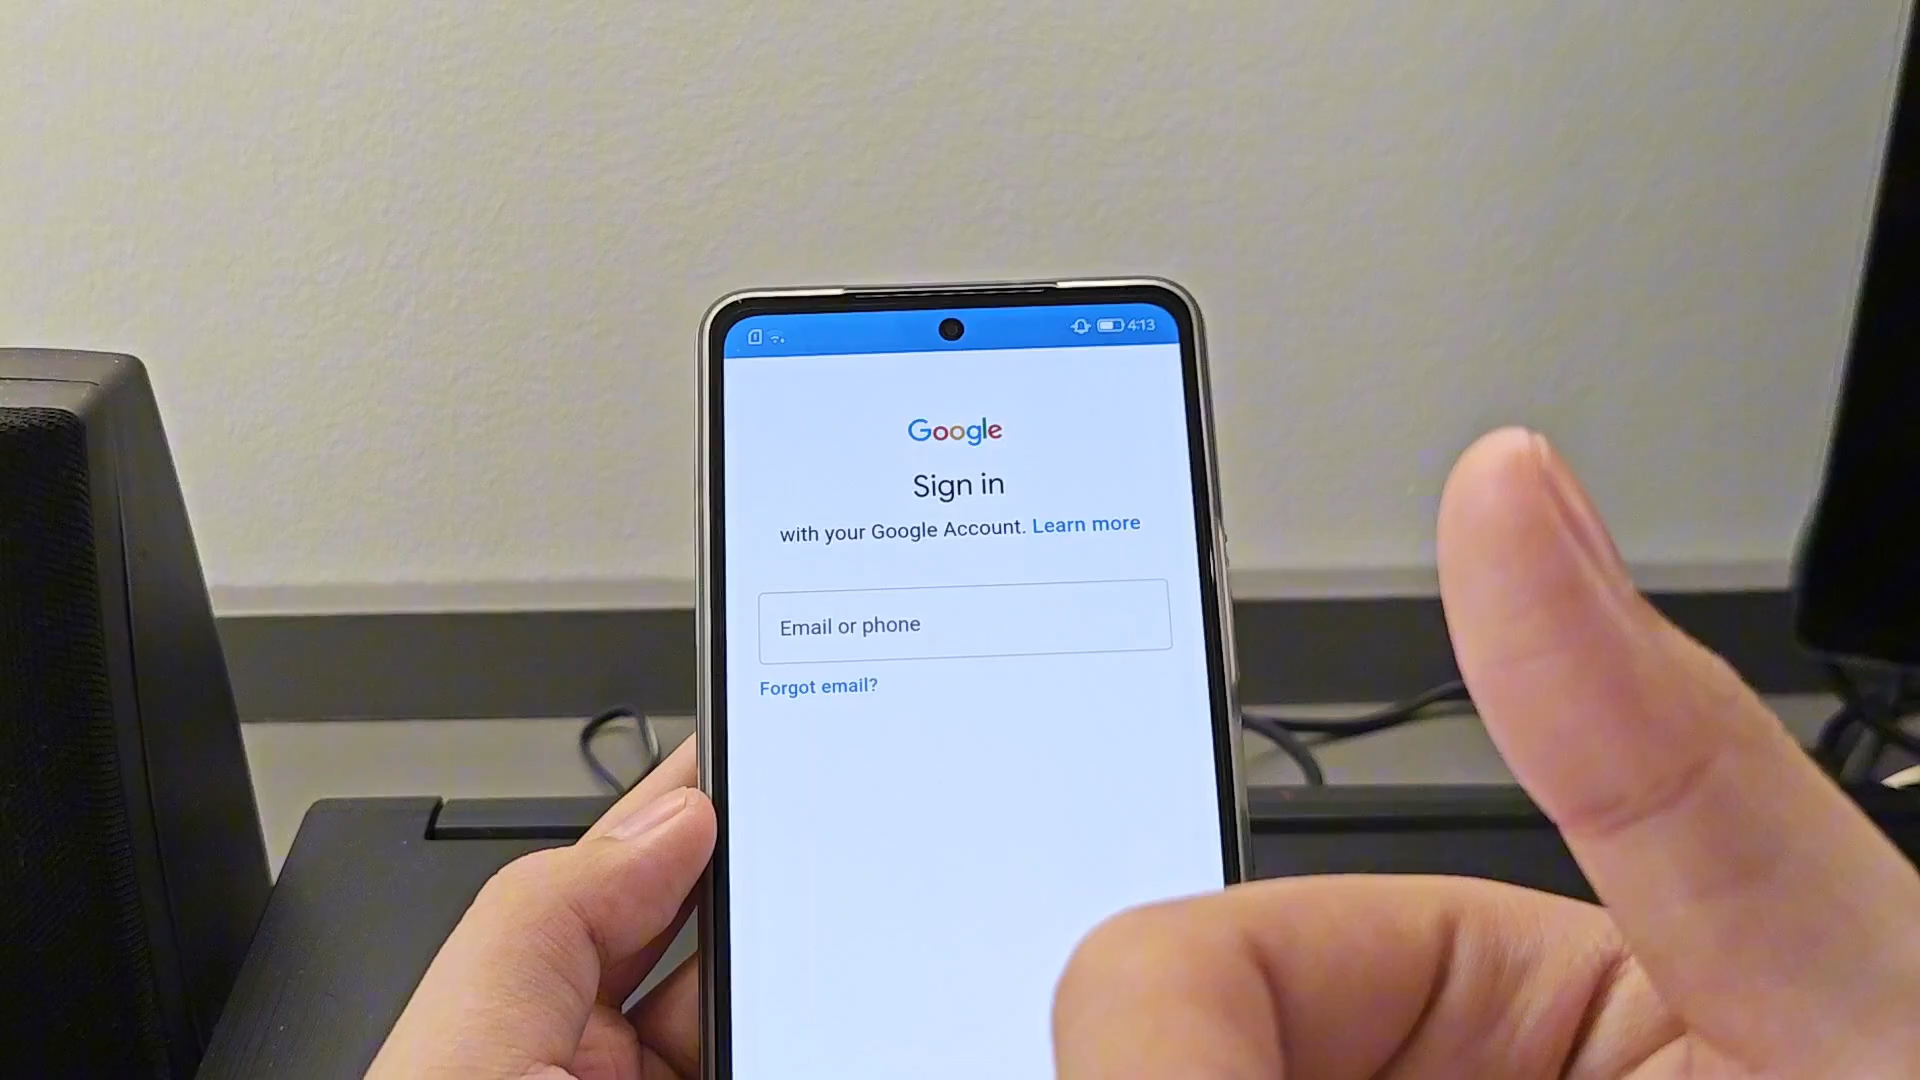 4:13
Google
Sign in
with your Google Account. Learn more
Email or phone
Forgot email?